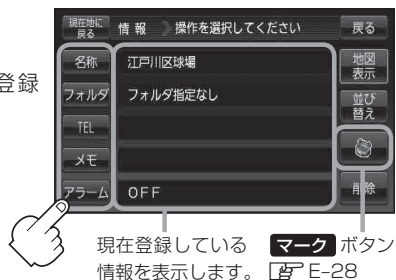 現在地に
戻る
情報
操作を選択してください
戻る
登録
名称
江戸川区球場
地図
表示
フォルダ
フォルダ指定なし
並び
替え
TEL
メモ
アラーム
OFF
削除
現在登録している
情報を表示します。
E-28
マーク ボタン